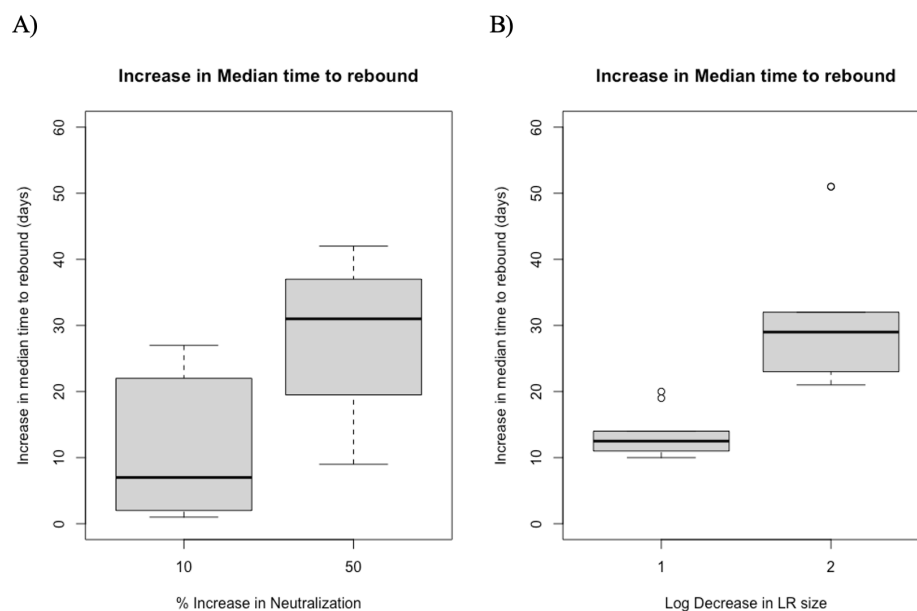 A)
Increase in Median time to rebound
Increase in median time to rebound (days)
60
50
40
30
20
10
0
10 50
% Increase in Neutralization
B)
Increase in Median time to rebound
Increase in median time to rebound (days)
60
50
40
30
20
10
0
1 2
Log Decrease in LR size